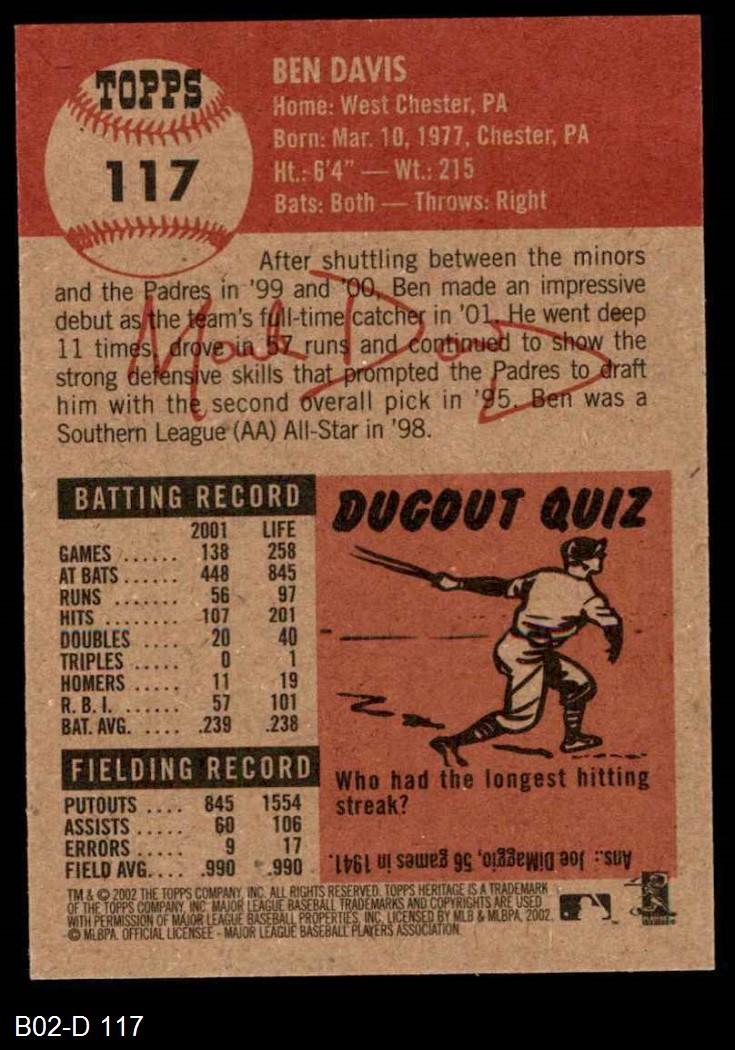 TOPPS
117
BEN DAVIS
Home: West Chester, PA
Born: Mar. 10, 1977, Chester, PA
Ht.: 6'4" — Wt.: 215
Bats: Both — Throws: Right
After shuttling between the minors
and the Padres in '99 and '00, Ben made an impressive
debut as the team's full-time catcher in '01. He went deep
11 times, drove in 57 runs and continued to show the
strong defensive skills that prompted the Padres to draft
him with the second overall pick in '95. Ben was a
Southern League (AA) All-Star in '98.
Mark Davis
BATTING RECORD
2001 LIFE
GAMES ...... 138 258
AT BATS ...... 448 845
RUNS ....... 56 97
HITS ......... 107 201
DOUBLES .... 20 40
TRIPLES ..... 0 1
HOMERS ..... 11 19
R. B. I. ...... 57 101
BAT. AVG. .... .239 .238
FIELDING RECORD
PUTOUTS .... 845 1554
ASSISTS ..... 60 106
ERRORS ..... 9 17
FIELD AVG.... .990 .990
DUGOUT QUIZ
Who had the longest hitting
streak?
Ans.: Joe DiMaggio, 56 games in 1941.
TM & © 2002 THE TOPPS COMPANY, INC. ALL RIGHTS RESERVED. TOPPS HERITAGE IS A TRADEMARK
OF THE TOPPS COMPANY, INC. MAJOR LEAGUE BASEBALL TRADEMARKS AND COPYRIGHTS ARE USED
WITH PERMISSION OF MAJOR LEAGUE BASEBALL PROPERTIES, INC. LICENSED BY MLB & MLBPA, 2002.
© MLBPA. OFFICIAL LICENSEE - MAJOR LEAGUE BASEBALL PLAYERS ASSOCIATION.
B02-D 117